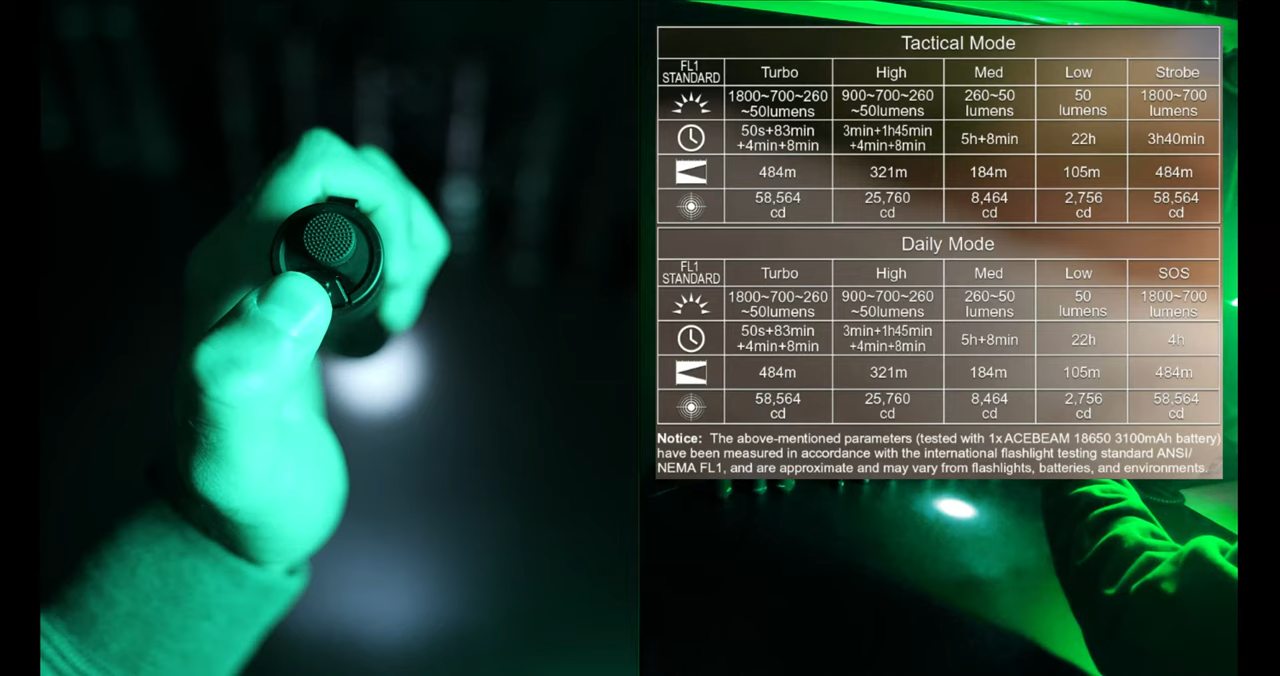 Tactical Mode
FL1 STANDARD Turbo High Med Low Strobe
1800~700~260 ~50lumens 900~700~260 ~50lumens 260~50 lumens 50 lumens 1800~700 lumens
50s+83min +4min+8min 3min+1h45min +4min+8min 5h+8min 22h 3h40min
484m 321m 184m 105m 484m
58,564 cd 25,760 cd 8,464 cd 2,756 cd 58,564 cd
Daily Mode
FL1 STANDARD Turbo High Med Low SOS
1800~700~260 ~50lumens 900~700~260 ~50lumens 260~50 lumens 50 lumens 1800~700 lumens
50s+83min +4min+8min 3min+1h45min +4min+8min 5h+8min 22h 4h
484m 321m 184m 105m 484m
58,564 cd 25,760 cd 8,464 cd 2,756 cd 58,564 cd
Notice: The above-mentioned parameters (tested with 1x ACEBEAM 18650 3100mAh battery)
have been measured in accordance with the international flashlight testing standard ANSI/
NEMA FL1, and are approximate and may vary from flashlights, batteries, and environments.